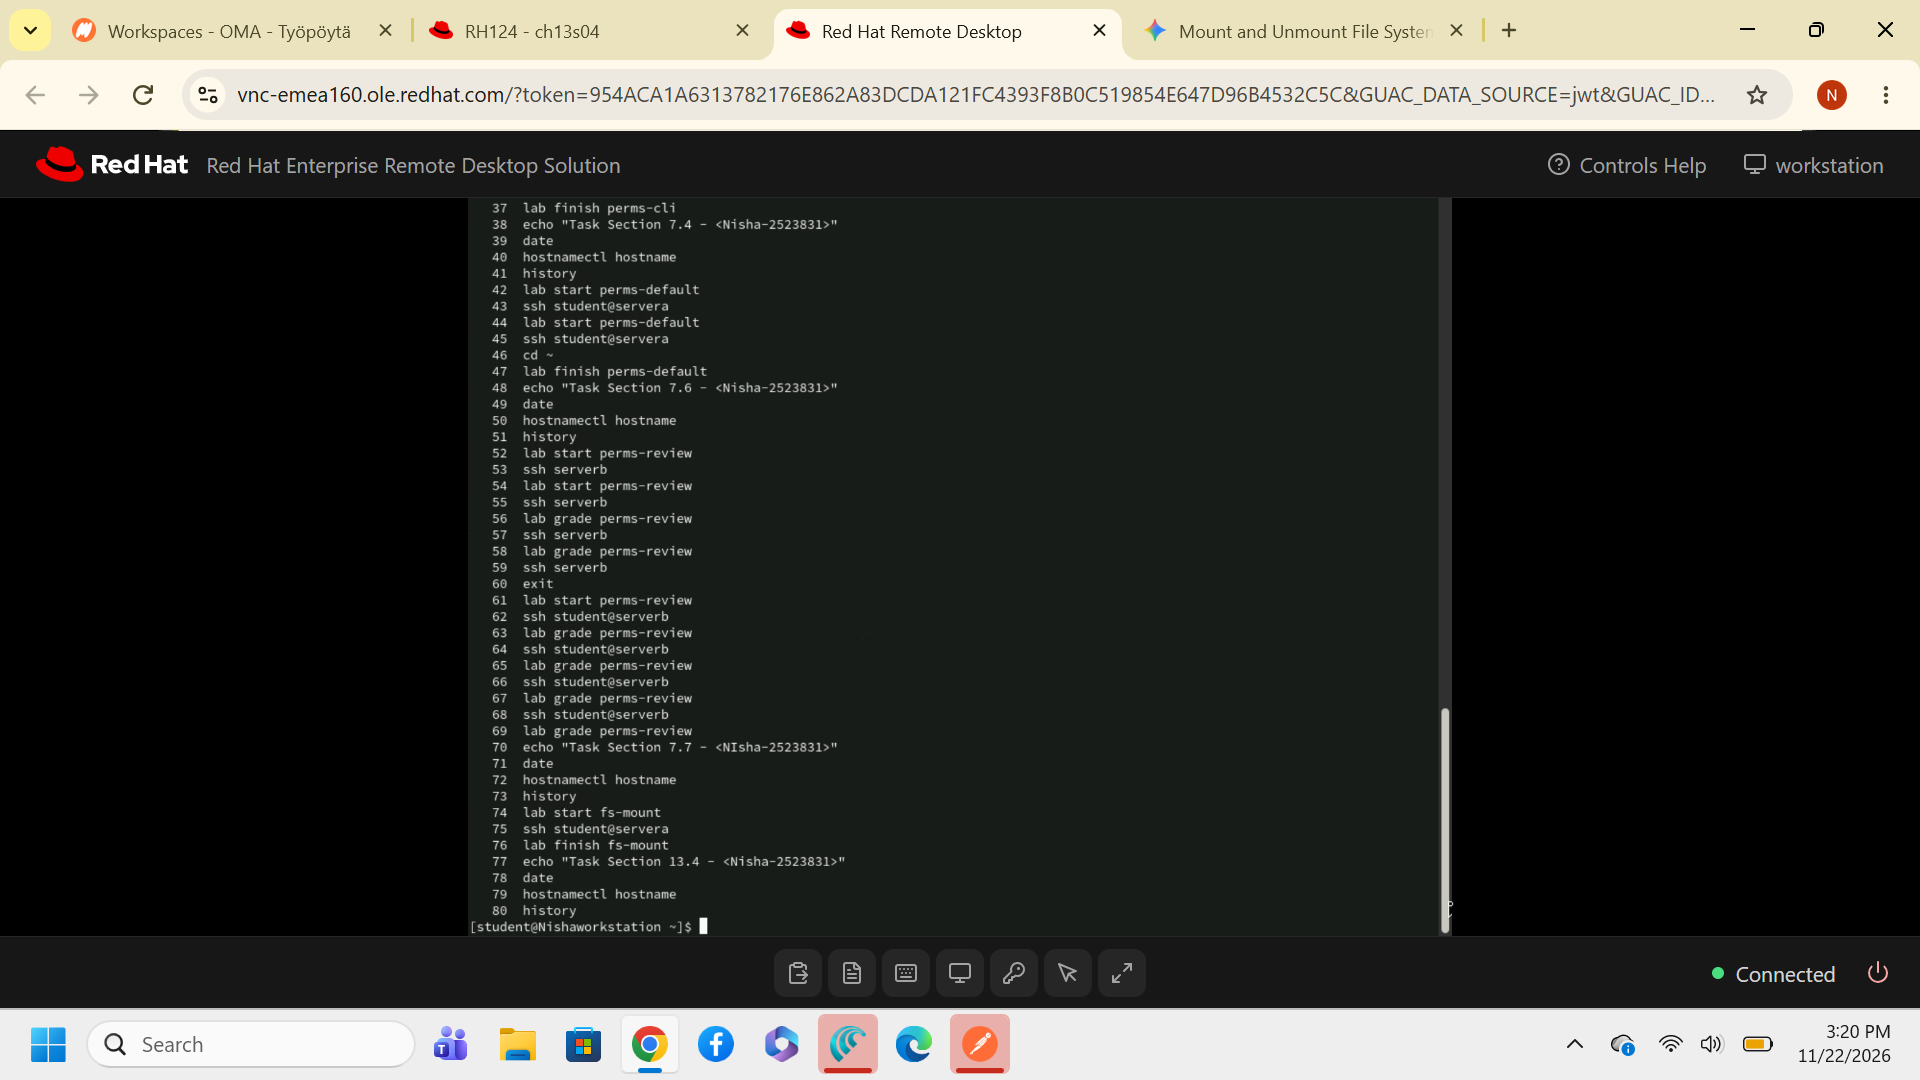 Workspaces - OMA - Työpöytä
RH124 - ch13s04
Red Hat Remote Desktop
Mount and Unmount File System
vnc-emea160.ole.redhat.com/?token=954ACA1A6313782176E862A83DCDA121FC4393F8B0C519854E647D96B4532C5C&GUAC_DATA_SOURCE=jwt&GUAC_ID...
N
Red Hat Red Hat Enterprise Remote Desktop Solution
Controls Help
workstation
37 lab finish perms-cli
38 echo "Task Section 7.4 - <Nisha-2523831>"
39 date
40 hostnamectl hostname
41 history
42 lab start perms-default
43 ssh student@servera
44 lab start perms-default
45 ssh student@servera
46 cd ~
47 lab finish perms-default
48 echo "Task Section 7.6 - <Nisha-2523831>"
49 date
50 hostnamectl hostname
51 history
52 lab start perms-review
53 ssh serverb
54 lab start perms-review
55 ssh serverb
56 lab grade perms-review
57 ssh serverb
58 lab grade perms-review
59 ssh serverb
60 exit
61 lab start perms-review
62 ssh student@serverb
63 lab grade perms-review
64 ssh student@serverb
65 lab grade perms-review
66 ssh student@serverb
67 lab grade perms-review
68 ssh student@serverb
69 lab grade perms-review
70 echo "Task Section 7.7 - <NIsha-2523831>"
71 date
72 hostnamectl hostname
73 history
74 lab start fs-mount
75 ssh student@servera
76 lab finish fs-mount
77 echo "Task Section 13.4 - <Nisha-2523831>"
78 date
79 hostnamectl hostname
80 history
[student@Nishaworkstation ~]$
Connected
Search
3:20 PM
11/22/2026